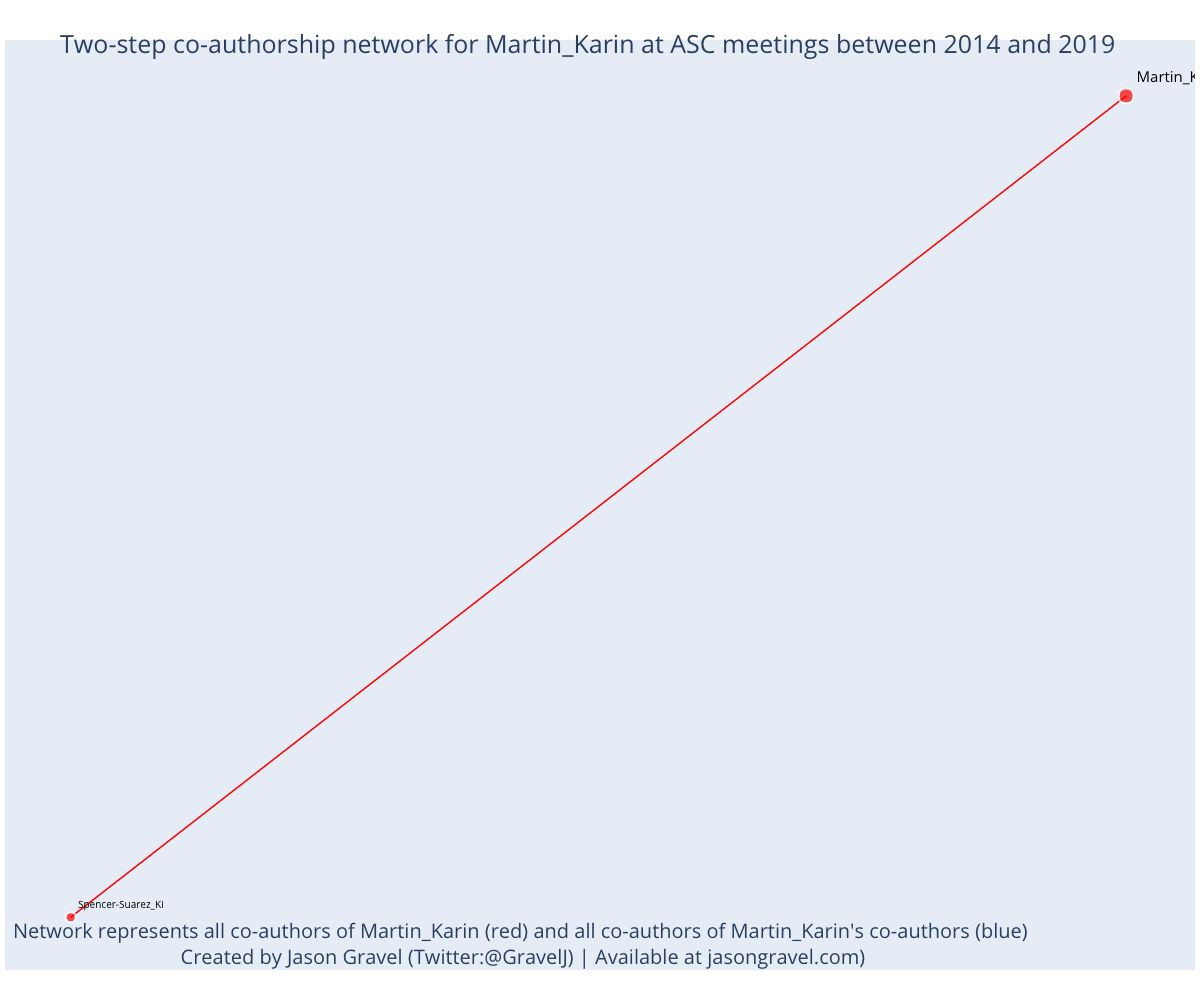 Two-step co-authorship network for Martin_Karin at ASC meetings between 2014 and 2019
Martin_K
Spencer-Suarez_Ki
Network represents all co-authors of Martin_Karin (red) and all co-authors of Martin_Karin's co-authors (blue)
Created by Jason Gravel (Twitter:@GravelJ) | Available at jasongravel.com)